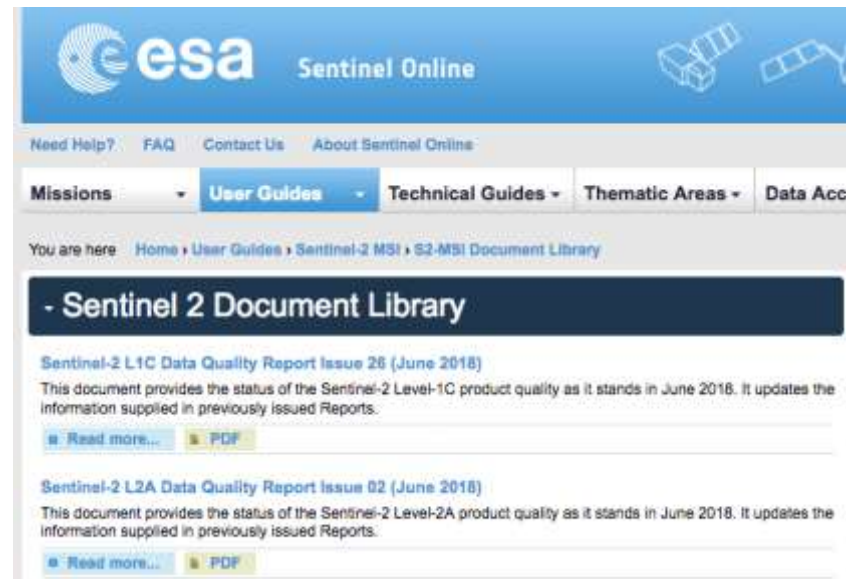 esa Sentinel Online
Need Help? FAQ Contact Us About Sentinel Online
Missions User Guides Technical Guides Thematic Areas Data Acc
You are here Home › User Guides › Sentinel-2 MSI › S2-MSI Document Library
- Sentinel 2 Document Library
Sentinel-2 L1C Data Quality Report Issue 26 (June 2018)
This document provides the status of the Sentinel-2 Level-1C product quality as it stands in June 2018. It updates the
information supplied in previously issued Reports.
Read more... PDF
Sentinel-2 L2A Data Quality Report Issue 02 (June 2018)
This document provides the status of the Sentinel-2 Level-2A product quality as it stands in June 2018. It updates the
information supplied in previously issued Reports.
Read more... PDF